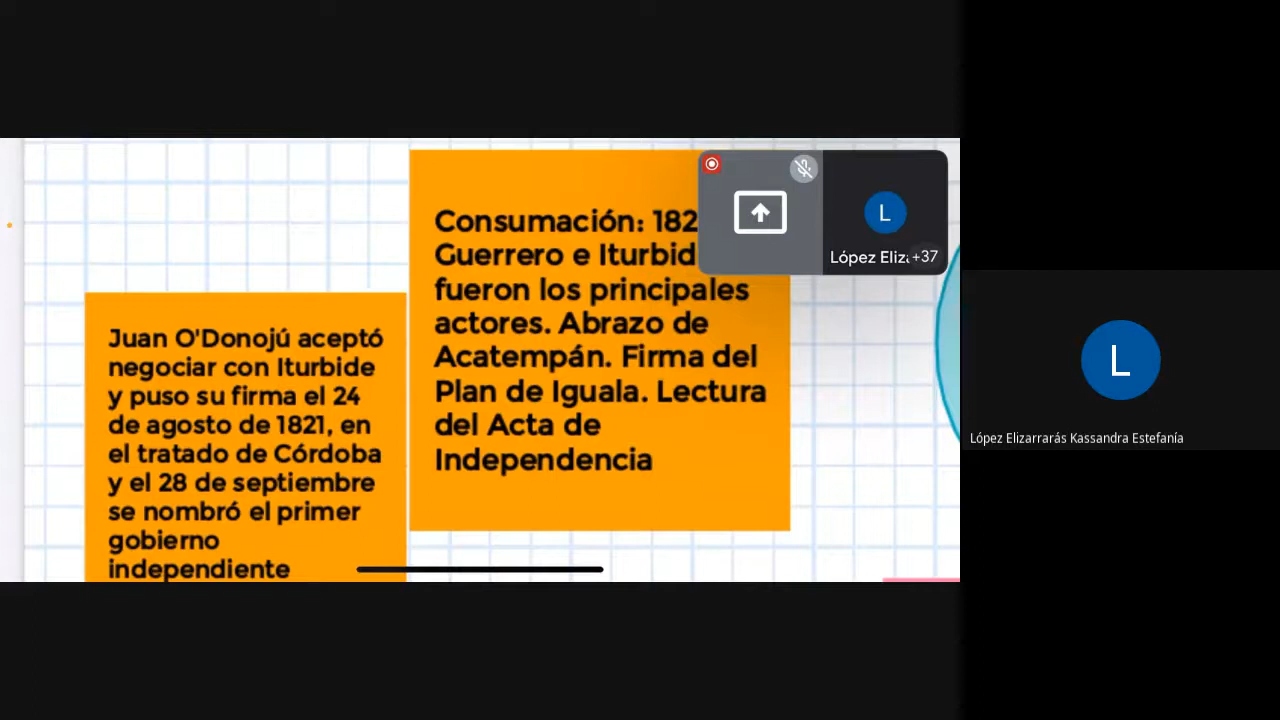 Consumación: 182
Guerrero e Iturbid
fueron los principales
actores. Abrazo de
Acatempán. Firma del
Plan de Iguala. Lectura
del Acta de
Independencia
Juan O'Donojú aceptó
negociar con Iturbide
y puso su firma el 24
de agosto de 1821, en
el tratado de Córdoba
y el 28 de septiembre
se nombró el primer
gobierno
independiente
L
López Eliz
+37
L
López Elizarrarás Kassandra Estefanía